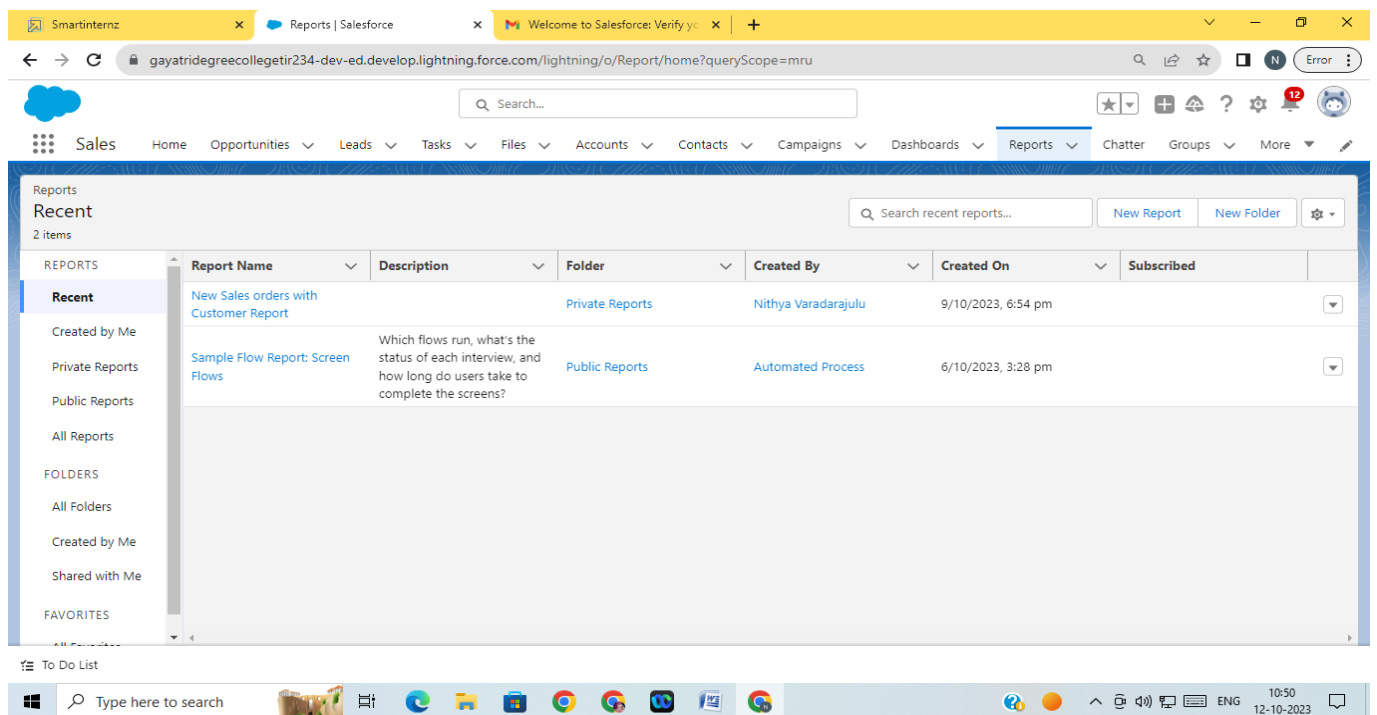 Smartinternz
Reports | Salesforce
Welcome to Salesforce: Verify yo
gayatridegreecollegetir234-dev-ed.develop.lightning.force.com/lightning/o/Report/home?queryScope=mru
N
Error
Search...
12
Sales Home Opportunities Leads Tasks Files Accounts Contacts Campaigns Dashboards Reports Chatter Groups More
Reports
Recent
2 items
Search recent reports...
New Report
New Folder
REPORTS
Recent
Created by Me
Private Reports
Public Reports
All Reports
FOLDERS
All Folders
Created by Me
Shared with Me
FAVORITES
All Favorites
Report Name Description Folder Created By Created On Subscribed
New Sales orders with
Customer Report
Private Reports
Nithya Varadarajulu
9/10/2023, 6:54 pm
Sample Flow Report: Screen
Flows
Which flows run, what's the
status of each interview, and
how long do users take to
complete the screens?
Public Reports
Automated Process
6/10/2023, 3:28 pm
To Do List
Type here to search
ENG
10:50
12-10-2023